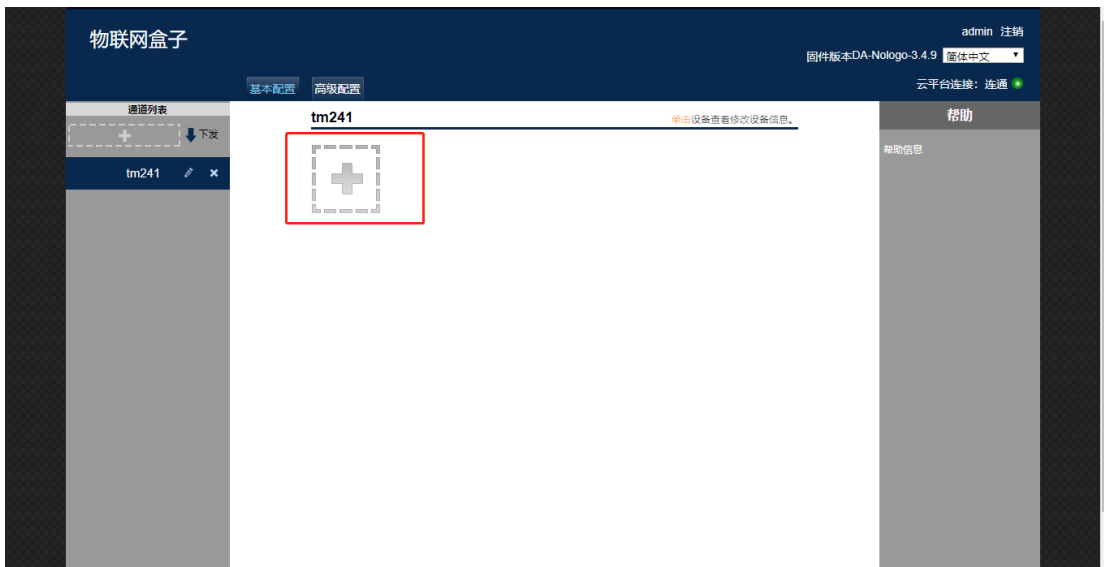 物联网盒子
admin 注销
固件版本DA-Nologo-3.4.9 简体中文
基本配置 高级配置
云平台连接：连通
通道列表
下发
tm241
tm241
单击设备查看修改设备信息。
帮助
帮助信息